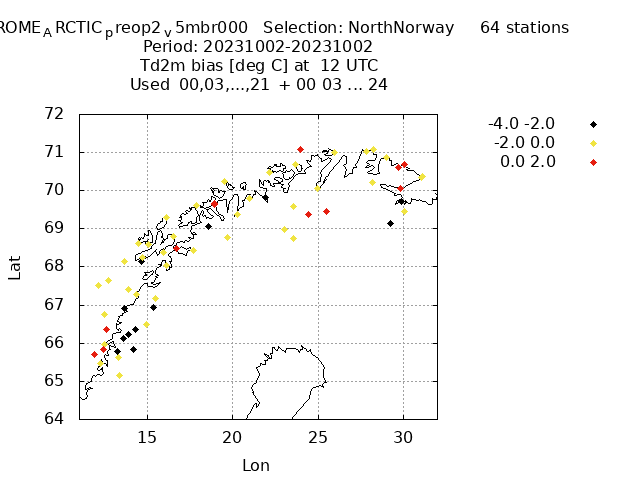 ROME_ARCTIC_preop2_v5mbr000 Selection: NorthNorway 64 stations
Period: 20231002-20231002
Td2m bias [deg C] at 12 UTC
Used 00,03,...,21 + 00 03 ... 24
72
71
70
69
68
67
66
65
64
Lat
15 20 25 30
Lon
-4.0 -2.0
-2.0 0.0
0.0 2.0